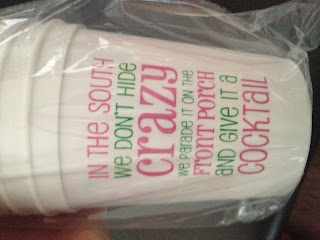 IN THE SOUTH
WE DON'T HIDE
crazy
WE PARADE IT ON THE
FRONT PORCH
AND GIVE IT A
COCKTAIL